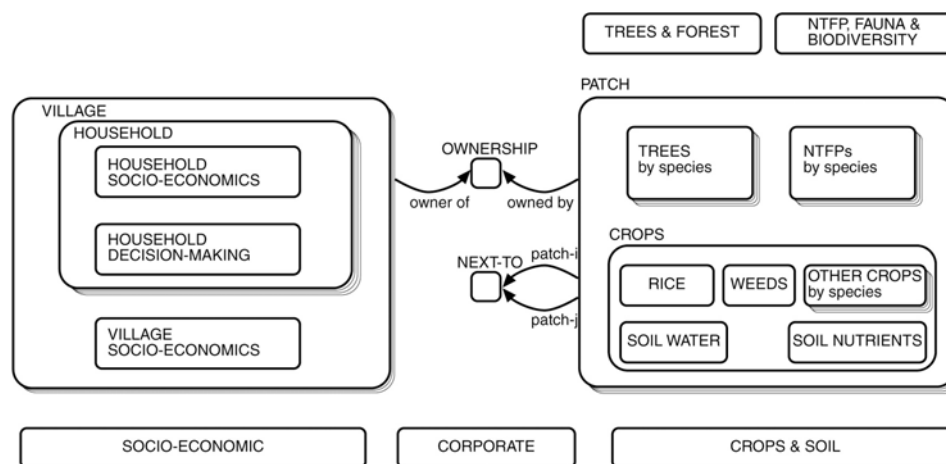 TREES & FOREST
NTFP, FAUNA &
BIODIVERSITY
VILLAGE
HOUSEHOLD
HOUSEHOLD
SOCIO-ECONOMICS
HOUSEHOLD
DECISION-MAKING
VILLAGE
SOCIO-ECONOMICS
OWNERSHIP
owner of
owned by
NEXT-TO
patch-i
patch-j
PATCH
TREES
by species
NTFPs
by species
CROPS
RICE
WEEDS
OTHER CROPS
by species
SOIL WATER
SOIL NUTRIENTS
SOCIO-ECONOMIC
CORPORATE
CROPS & SOIL